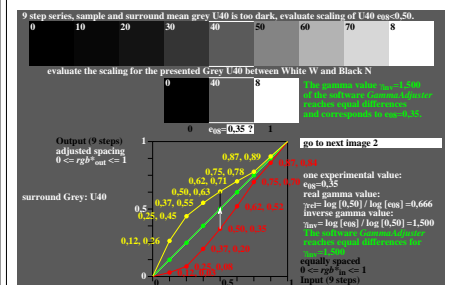 9 step series, sample and surround mean grey U40 is too dark, evaluate scaling of U40 e08<0,50.
0 10 20 30 40 50 60 70 8
evaluate the scaling for the presented Grey U40 between White W and Black N
0 40 8
The gamma value γinv=1,500
of the software GammaAdjuster
reaches equal differences
and corresponds to e08=0,35.
0 e08=0,35 ? 1
Output (9 steps)
adjusted spacing
0 <= rgb*out <= 1
surround Grey: U40
1
0,5
0
0,87, 0,89
0,75, 0,78
0,62, 0,71
0,50, 0,63
0,37, 0,55
0,25, 0,45
0,12, 0,26
0,5
1
go to next image 2
one experimental value:
e08=0,35
real gamma value:
γrel= log [0,50] / log [e08] =0,666
inverse gamma value:
γinv= log [e08] / log [0,50] =1,500
The software GammaAdjuster
reaches equal differences for
γinv=1,500
equally spaced
0 <= rgb*in <= 1
Input (9 steps)